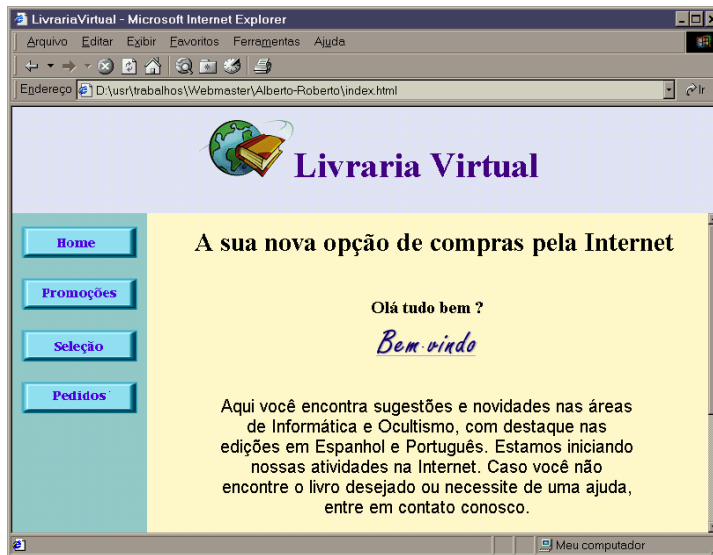 LivrariaVirtual - Microsoft Internet Explorer
Arquivo Editar Exibir Favoritos Ferramentas Ajuda
Endereço D:\usr\trabalhos\Webmaster\Alberto-Roberto\index.html Ir
Livraria Virtual
Home
Promoções
Seleção
Pedidos
A sua nova opção de compras pela Internet
Olá tudo bem ?
Bem-vindo
Aqui você encontra sugestões e novidades nas áreas
de Informática e Ocultismo, com destaque nas
edições em Espanhol e Português. Estamos iniciando
nossas atividades na Internet. Caso você não
encontre o livro desejado ou necessite de uma ajuda,
entre em contato conosco.
Meu computador